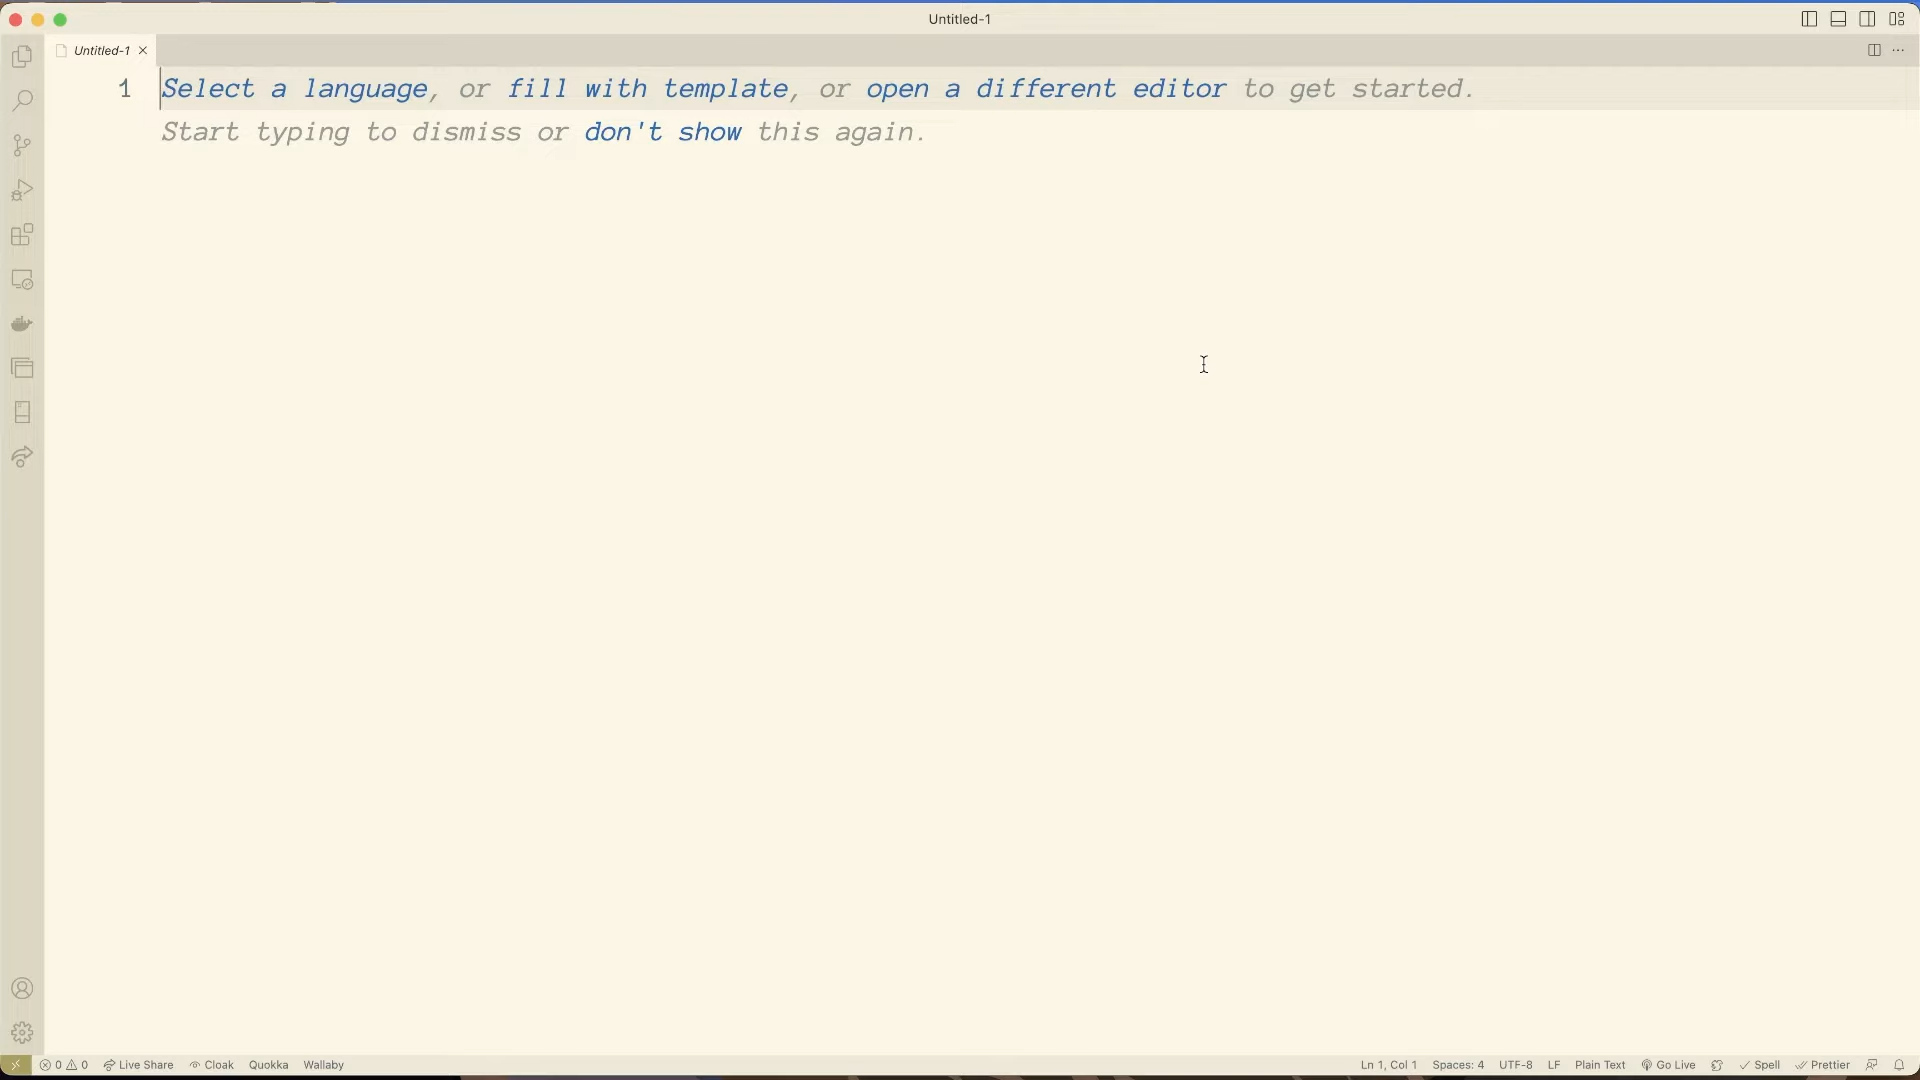 Untitled-1
Untitled-1
1 Select a language, or fill with template, or open a different editor to get started.
Start typing to dismiss or don't show this again.
0 0 Live Share Cloak Quokka Wallaby Ln 1, Col 1 Spaces: 4 UTF-8 LF Plain Text Go Live Spell Prettier